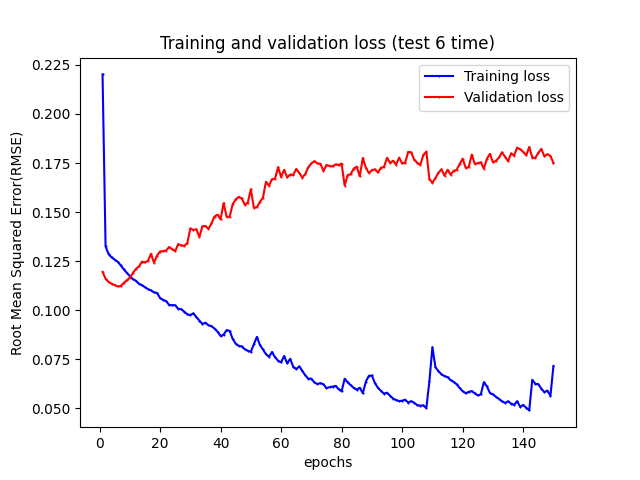 Training and validation loss (test 6 time)
Training loss
Validation loss
Root Mean Squared Error(RMSE)
0.225
0.200
0.175
0.150
0.125
0.100
0.075
0.050
0 20 40 60 80 100 120 140
epochs